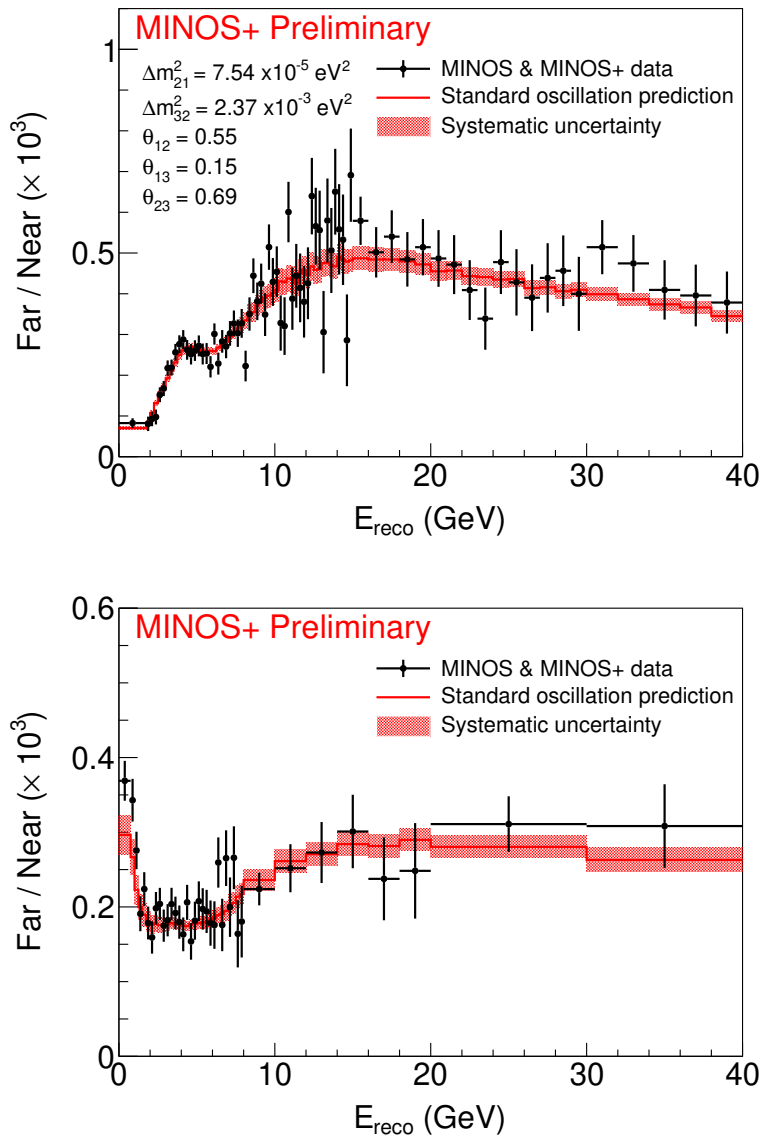 MINOS+ Preliminary
Δm²₂₁ = 7.54 x10⁻⁵ eV²
Δm²₃₂ = 2.37 x10⁻³ eV²
θ₁₂ = 0.55
θ₁₃ = 0.15
θ₂₃ = 0.69
MINOS & MINOS+ data
Standard oscillation prediction
Systematic uncertainty
Far / Near (× 10³)
1
0.5
0
0 10 20 30 40
E_reco (GeV)
MINOS+ Preliminary
MINOS & MINOS+ data
Standard oscillation prediction
Systematic uncertainty
Far / Near (× 10³)
0.6
0.4
0.2
0
0 10 20 30 40
E_reco (GeV)